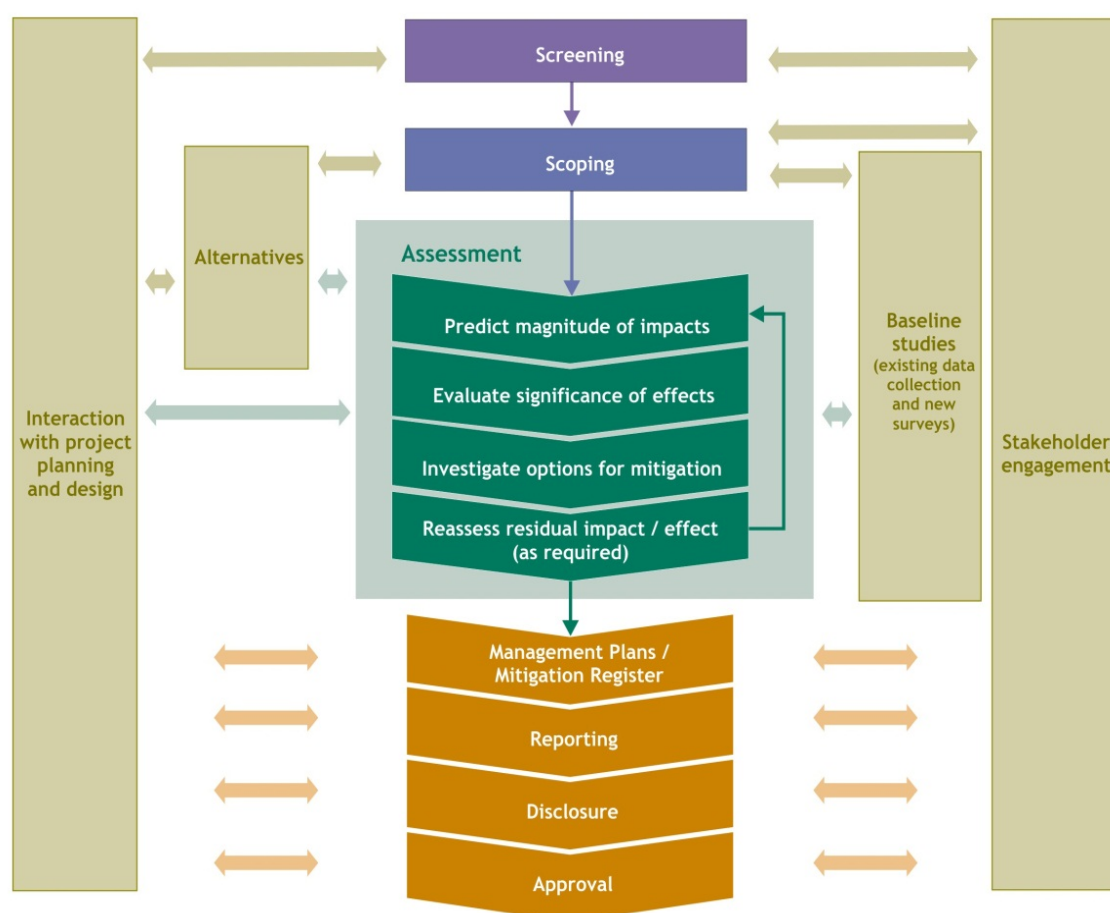 Screening
Scoping
Alternatives
Assessment
Predict magnitude of impacts
Evaluate significance of effects
Investigate options for mitigation
Reassess residual impact / effect
(as required)
Baseline
studies
(existing data
collection
and new
surveys)
Interaction
with project
planning
and design
Stakeholder
engagement
Management Plans /
Mitigation Register
Reporting
Disclosure
Approval